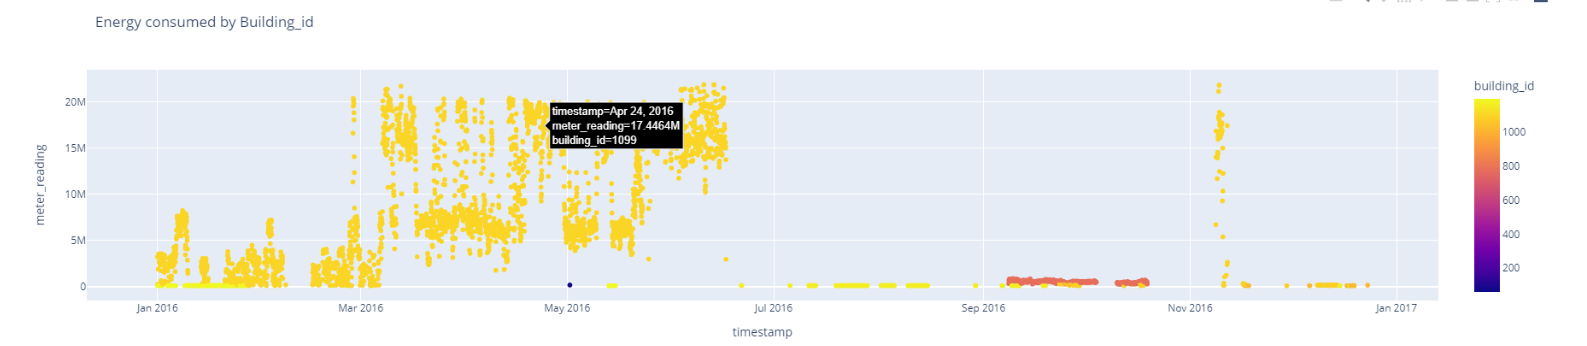 Energy consumed by Building_id
building_id
20M
15M
10M
5M
0
meter_reading
timestamp=Apr 24, 2016
meter_reading=17.4464M
building_id=1099
1000
800
600
400
200
Jan 2016
Mar 2016
May 2016
Jul 2016
Sep 2016
Nov 2016
Jan 2017
timestamp